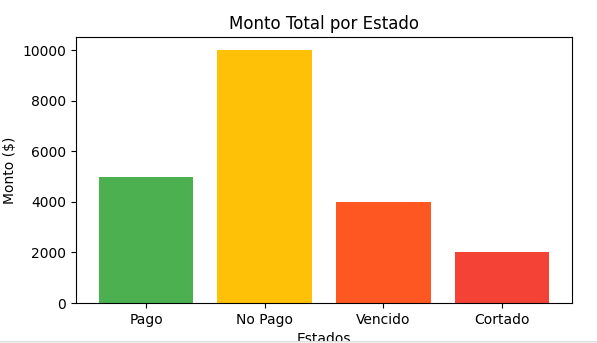 Monto Total por Estado
Monto ($)
10000
8000
6000
4000
2000
0
Pago No Pago Vencido Cortado
Estados